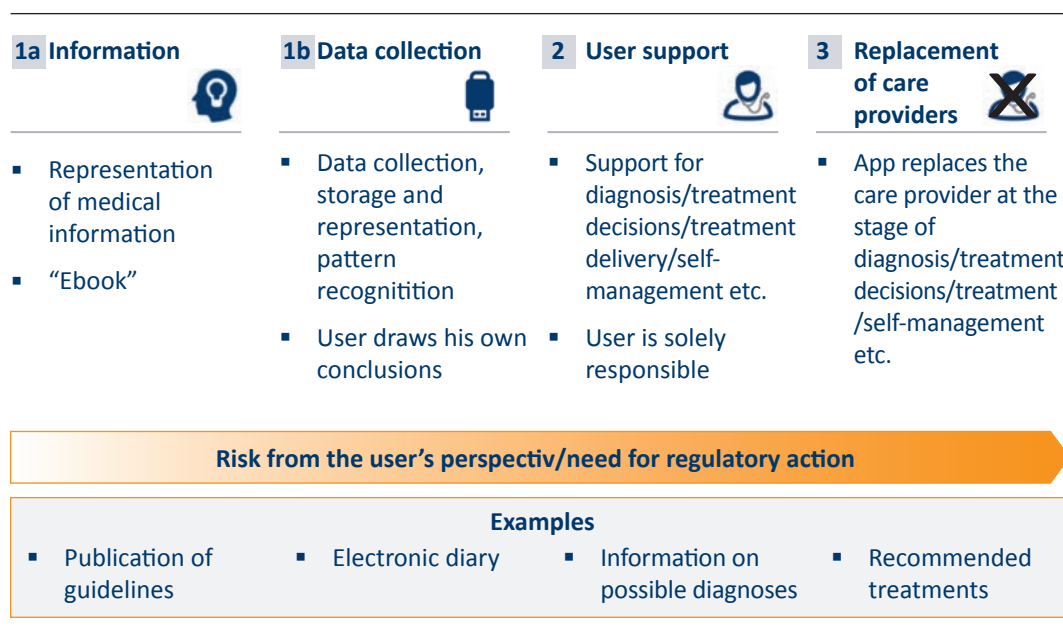 1a Information
Representation
of medical
information
“Ebook”
1b Data collection
Data collection,
storage and
representation,
pattern
recognitition
User draws his own
conclusions
2 User support
Support for
diagnosis/treatment
decisions/treatment
delivery/self-
management etc.
User is solely
responsible
3 Replacement
of care
providers
App replaces the
care provider at the
stage of
diagnosis/treatment
decisions/treatment
/self-management
etc.
Risk from the user’s perspectiv/need for regulatory action
Examples
Publication of
guidelines
Electronic diary
Information on
possible diagnoses
Recommended
treatments